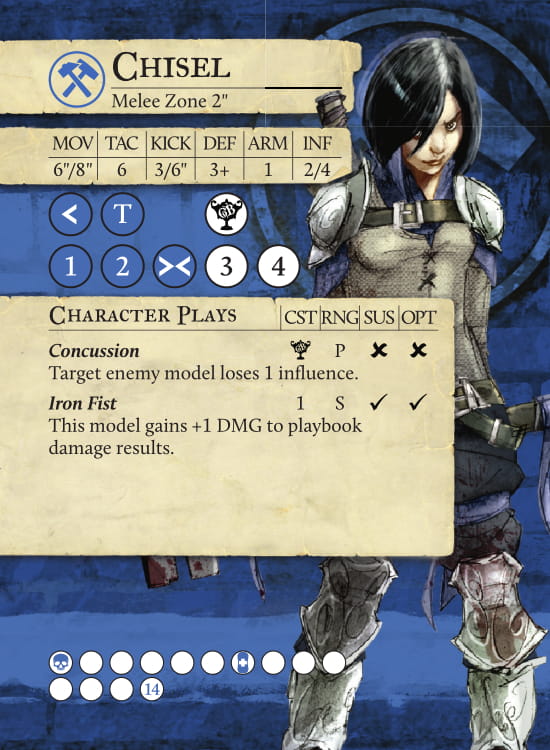 CHISEL
Melee Zone 2"
MOV TAC KICK DEF ARM INF
6"/8" 6 3/6" 3+ 1 2/4
< T GB
1 2 >< 3 4
CHARACTER PLAYS CST RNG SUS OPT
Concussion GB P ✗ ✗
Target enemy model loses 1 influence.
Iron Fist 1 S ✓ ✓
This model gains +1 DMG to playbook
damage results.
14